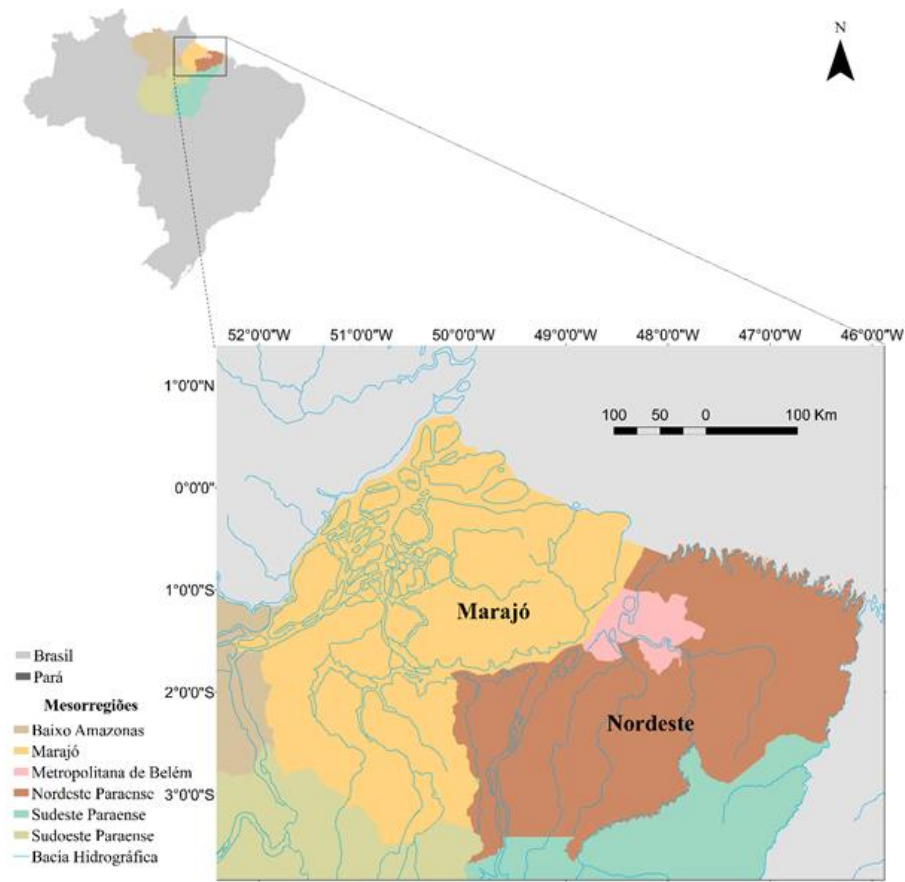 N
52°0'0"W 51°0'0"W 50°0'0"W 49°0'0"W 48°0'0"W 47°0'0"W 46°0'0"W
1°0'0"N
100 50 0 100 Km
0°0'0"
1°0'0"S
Marajó
Brasil
Pará
2°0'0"S
Mesorregiões
Nordeste
Baixo Amazonas
Marajó
Metropolitana de Belém
Nordeste Paraense
3°0'0"S
Sudeste Paraense
Sudoeste Paraense
Bacia Hidrográfica